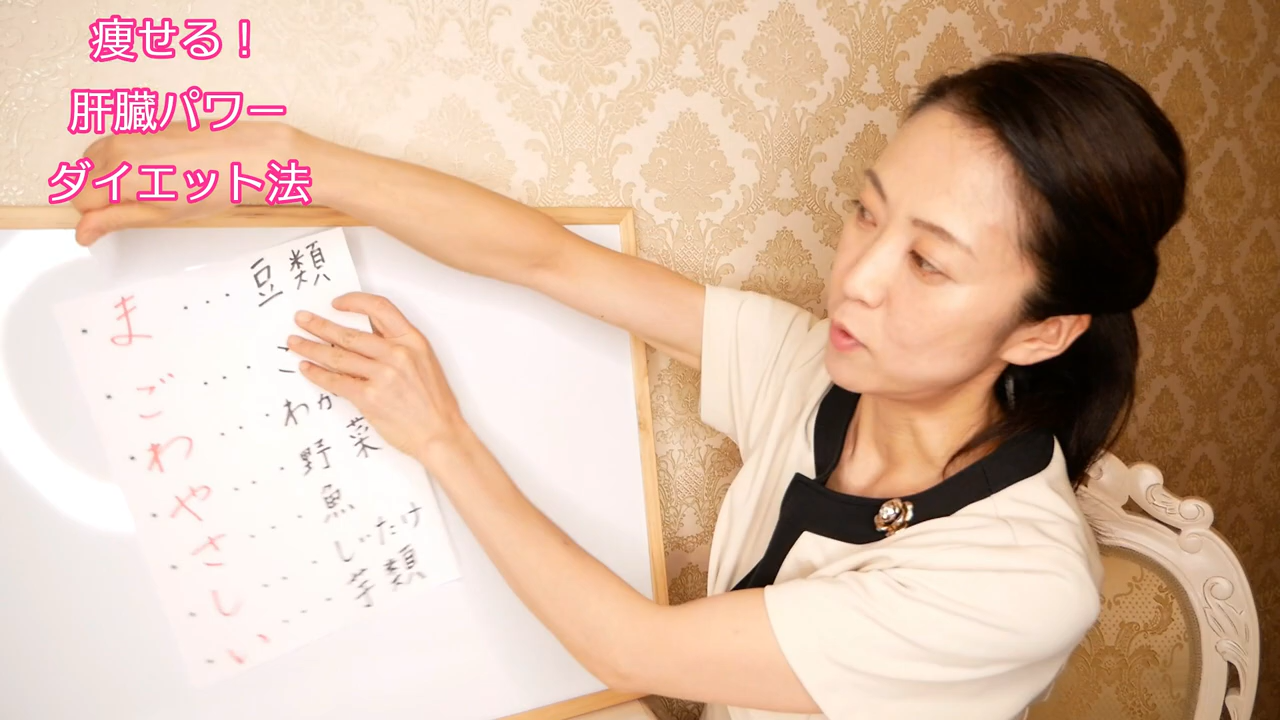 痩せる！
肝臓パワー
ダイエット法
・ま・・・豆類
・ご・・・
・わ・・・わか
・や・・・野菜
・さ・・・魚
・し・・・しいたけ
・い・・・芋類